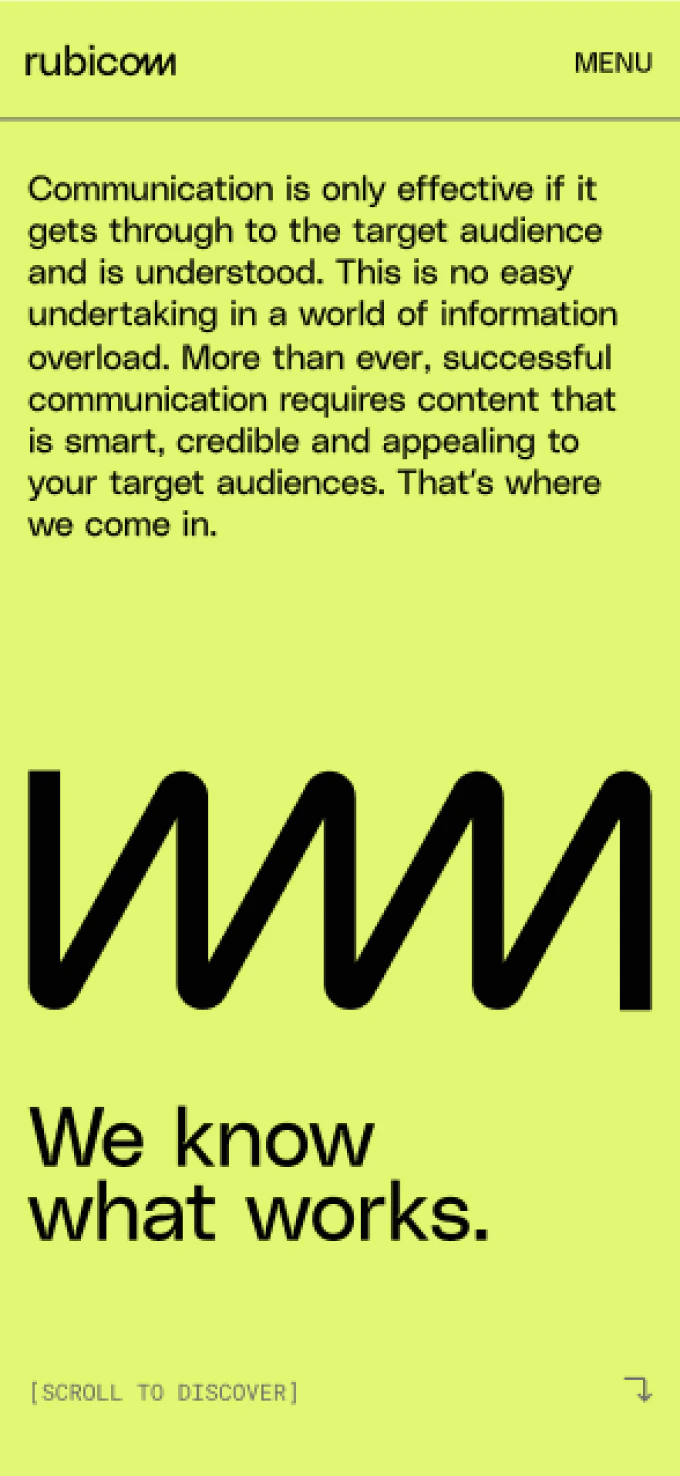 rubicom
MENU
Communication is only effective if it
gets through to the target audience
and is understood. This is no easy
undertaking in a world of information
overload. More than ever, successful
communication requires content that
is smart, credible and appealing to
your target audiences. That’s where
we come in.
We know
what works.
[SCROLL TO DISCOVER]